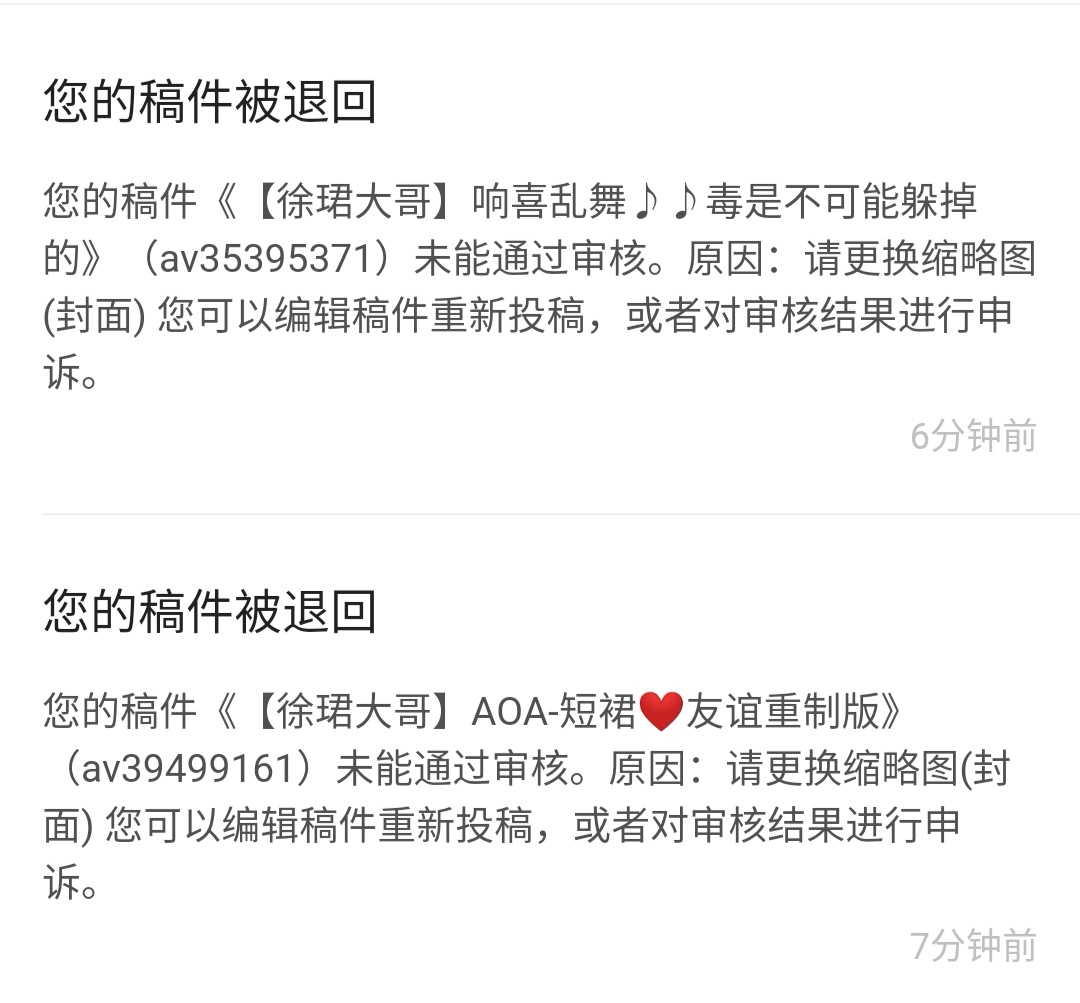 您的稿件被退回
您的稿件《【徐珺大哥】响喜乱舞♪♪毒是不可能躲掉
的》（av35395371）未能通过审核。原因：请更换缩略图
(封面) 您可以编辑稿件重新投稿，或者对审核结果进行申
诉。
6分钟前
您的稿件被退回
您的稿件《【徐珺大哥】AOA-短裙❤️友谊重制版》
（av39499161）未能通过审核。原因：请更换缩略图(封
面) 您可以编辑稿件重新投稿，或者对审核结果进行申
诉。
7分钟前